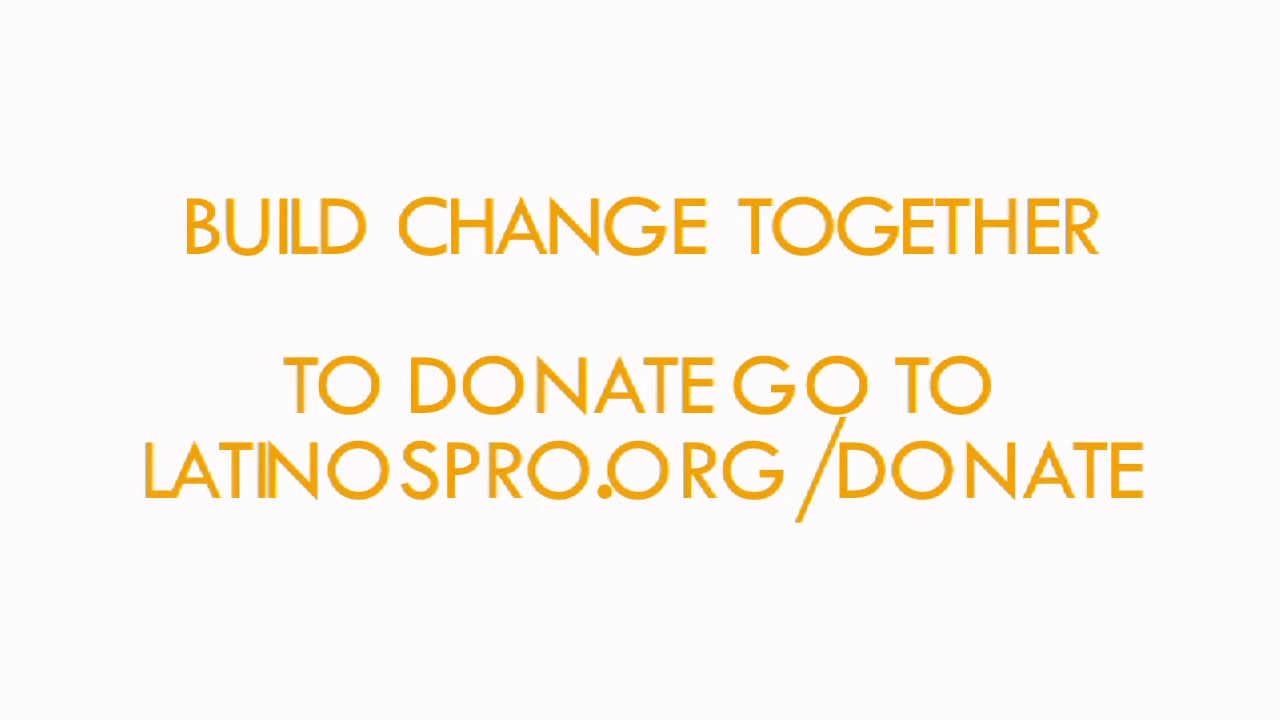 BUILD CHANGE TOGETHER
TO DONATE GO TO
LATINOSPRO.ORG/DONATE